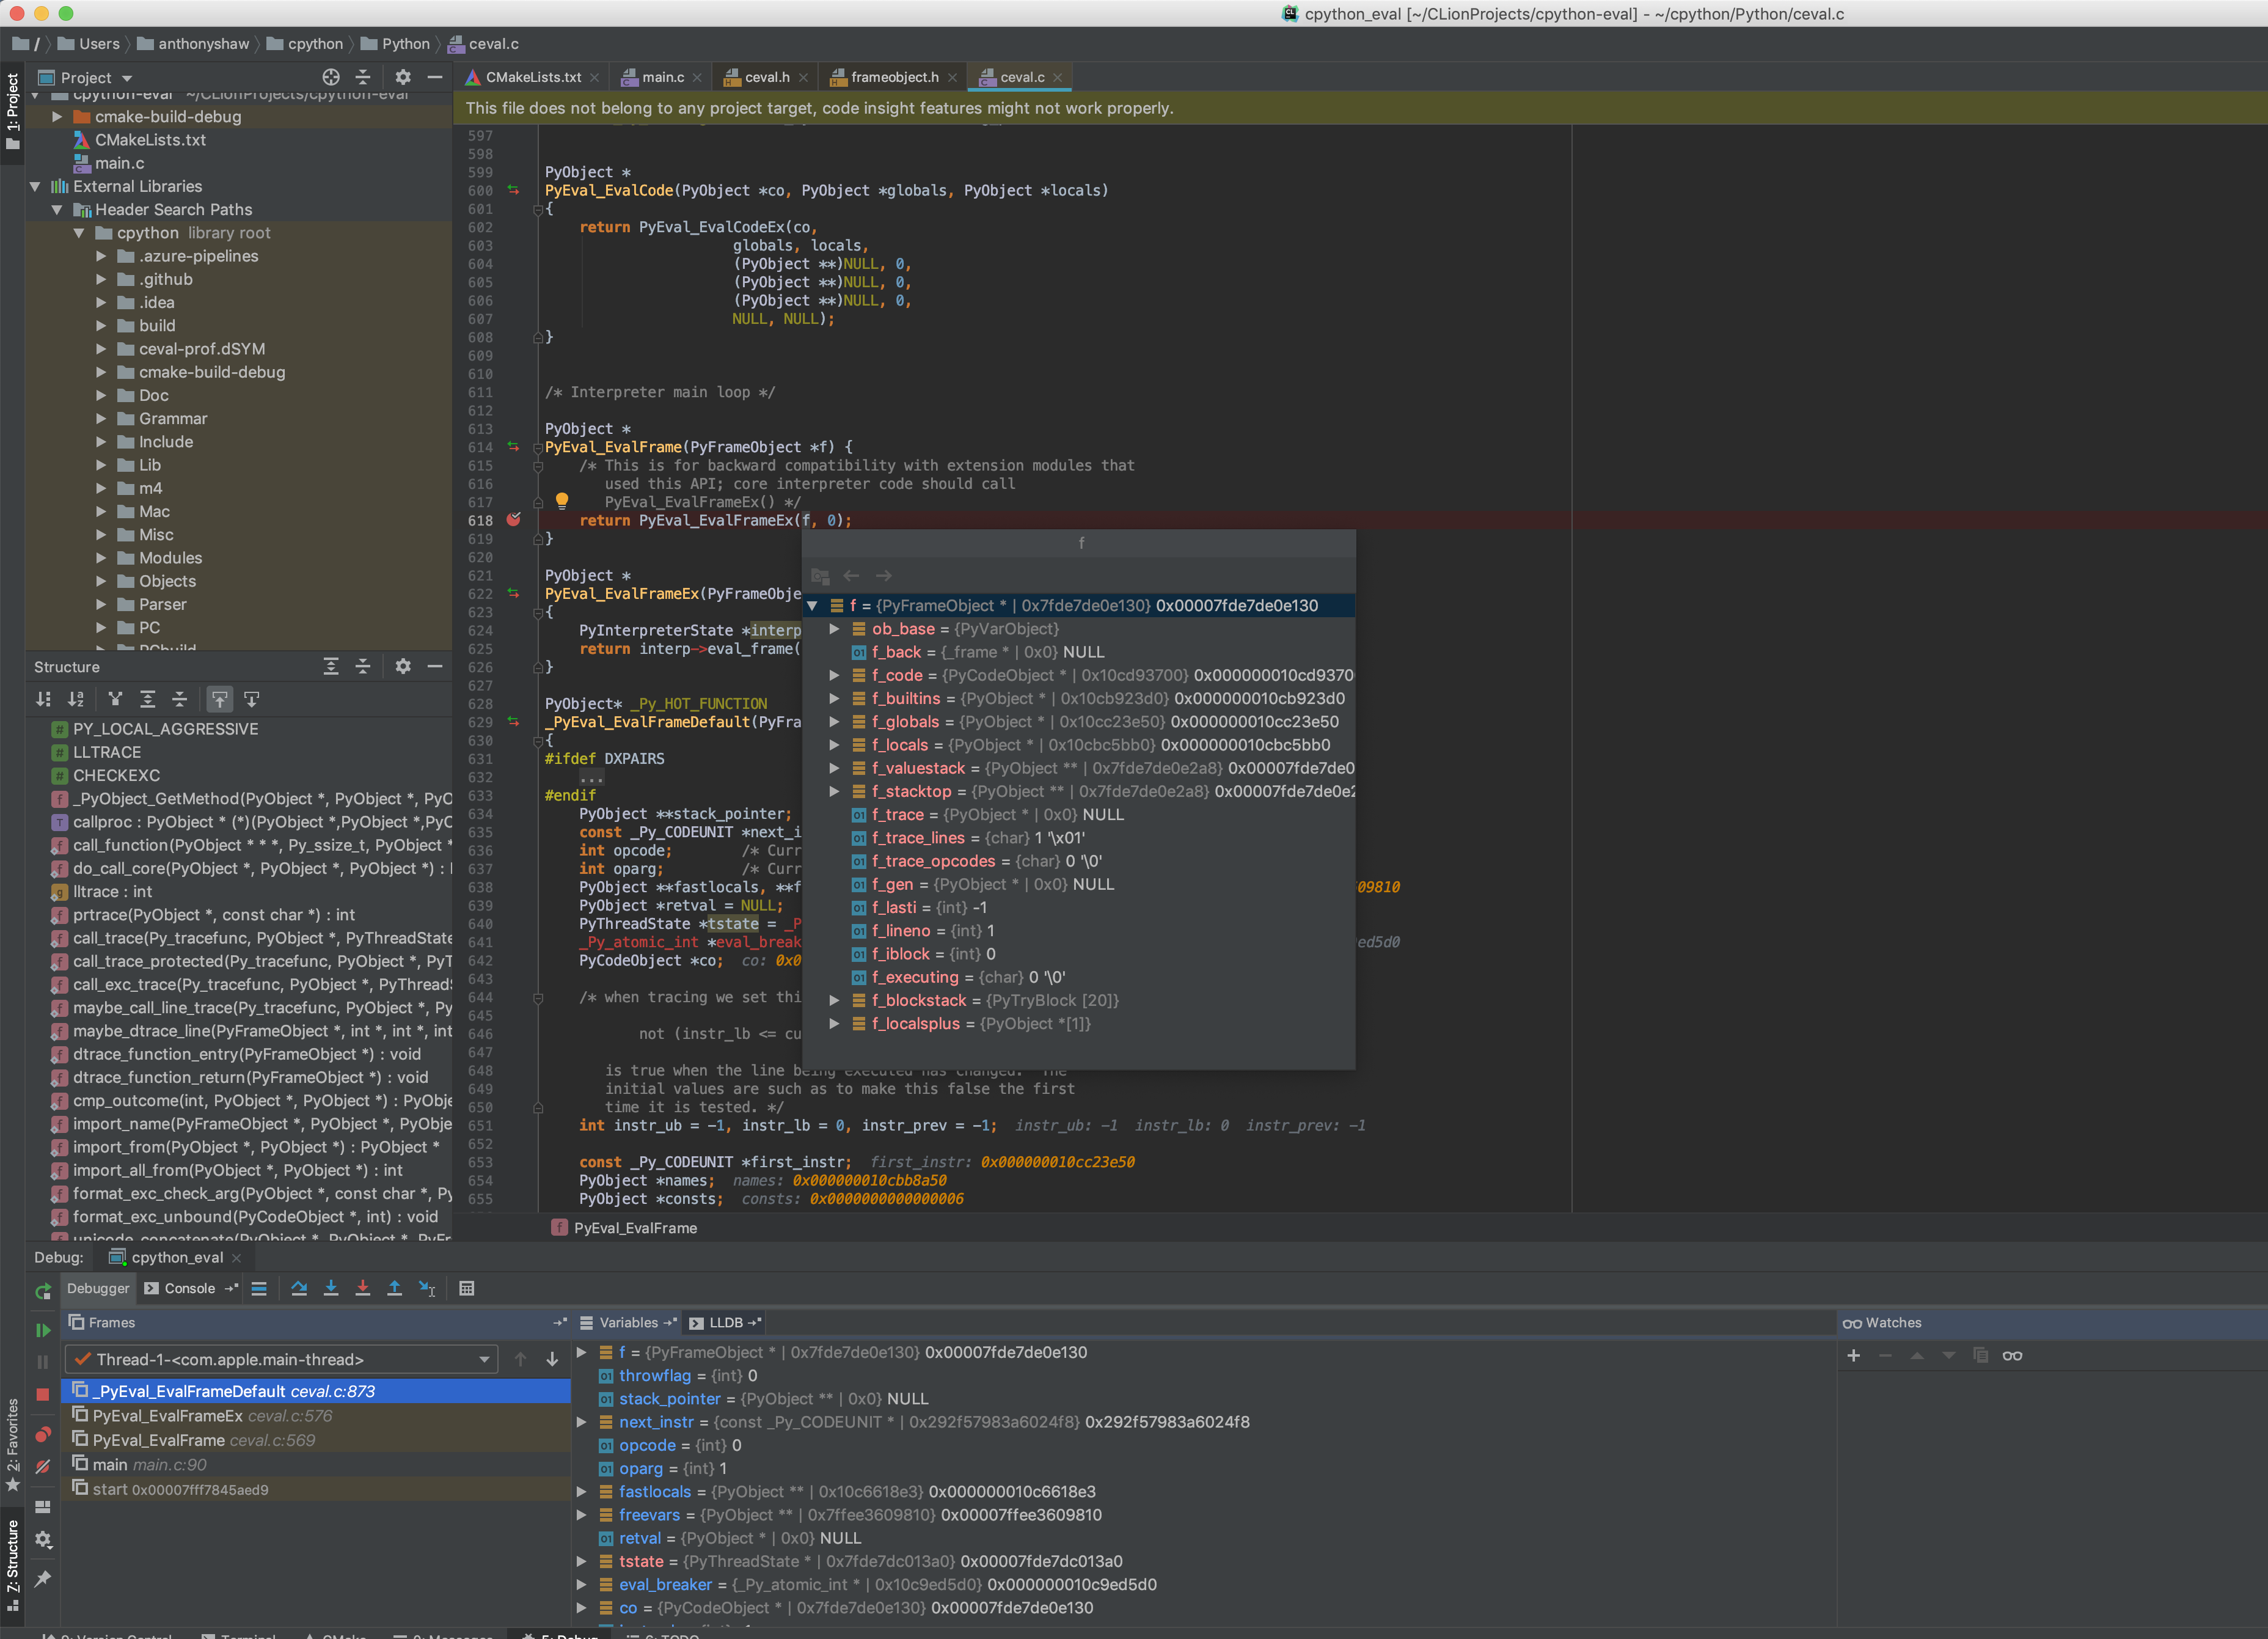 cpython_eval [~/CLionProjects/cpython-eval] - ~/cpython/Python/ceval.c
/ Users anthonyshaw cpython Python ceval.c
1: Project
Project
CMakeLists.txt main.c ceval.h frameobject.h ceval.c
This file does not belong to any project target, code insight features might not work properly.
cpython-eval ~/CLionProjects/cpython-eval
cmake-build-debug
CMakeLists.txt
main.c
External Libraries
Header Search Paths
cpython library root
.azure-pipelines
.github
.idea
build
ceval-prof.dSYM
cmake-build-debug
Doc
Grammar
Include
Lib
m4
Mac
Misc
Modules
Objects
Parser
PC
PCbuild
Structure
PY_LOCAL_AGGRESSIVE
LLTRACE
CHECKEXC
_PyObject_GetMethod(PyObject *, PyObject *, PyO
callproc : PyObject * (*)(PyObject *,PyObject *,PyO
call_function(PyObject * * *, Py_ssize_t, PyObject *
do_call_core(PyObject *, PyObject *, PyObject *) : 
lltrace : int
prtrace(PyObject *, const char *) : int
call_trace(Py_tracefunc, PyObject *, PyThreadState
call_trace_protected(Py_tracefunc, PyObject *, PyT
call_exc_trace(Py_tracefunc, PyObject *, PyThreadS
maybe_call_line_trace(Py_tracefunc, PyObject *, Py
maybe_dtrace_line(PyFrameObject *, int *, int *, int
dtrace_function_entry(PyFrameObject *) : void
dtrace_function_return(PyFrameObject *) : void
cmp_outcome(int, PyObject *, PyObject *) : PyObje
import_name(PyFrameObject *, PyObject *, PyObje
import_from(PyObject *, PyObject *) : PyObject *
import_all_from(PyObject *, PyObject *) : int
format_exc_check_arg(PyObject *, const char *, Py
format_exc_unbound(PyCodeObject *, int) : void
unicode_concatenate(PyObject *, PyObject *, PyFr
597
598
599 PyObject *
600 PyEval_EvalCode(PyObject *co, PyObject *globals, PyObject *locals)
601 {
602 return PyEval_EvalCodeEx(co,
603 globals, locals,
604 (PyObject **)NULL, 0,
605 (PyObject **)NULL, 0,
606 (PyObject **)NULL, 0,
607 NULL, NULL);
608 }
609
610
611 /* Interpreter main loop */
612
613 PyObject *
614 PyEval_EvalFrame(PyFrameObject *f) {
615 /* This is for backward compatibility with extension modules that
616 used this API; core interpreter code should call
617 PyEval_EvalFrameEx() */
618 return PyEval_EvalFrameEx(f, 0);
619 }
620
621 PyObject *
622 PyEval_EvalFrameEx(PyFrameObje
623 {
624 PyInterpreterState *interp
625 return interp->eval_frame(
626 }
627
628 PyObject* _Py_HOT_FUNCTION
629 _PyEval_EvalFrameDefault(PyFra
630 {
631 #ifdef DXPAIRS
632 ...
633 #endif
634 PyObject **stack_pointer;
635 const _Py_CODEUNIT *next_i
636 int opcode; /* Curr
637 int oparg; /* Curr
638 PyObject **fastlocals, **f 09810
639 PyObject *retval = NULL;
640 PyThreadState *tstate = _P
641 _Py_atomic_int *eval_break ed5d0
642 PyCodeObject *co; co: 0x0
643
644 /* when tracing we set thi
645
646 not (instr_lb <= cu
647
648 is true when the line being executed has changed. The
649 initial values are such as to make this false the first
650 time it is tested. */
651 int instr_ub = -1, instr_lb = 0, instr_prev = -1; instr_ub: -1 instr_lb: 0 instr_prev: -1
652
653 const _Py_CODEUNIT *first_instr; first_instr: 0x000000010cc23e50
654 PyObject *names; names: 0x000000010cbb8a50
655 PyObject *consts; consts: 0x0000000000000006
PyEval_EvalFrame
f
f = {PyFrameObject * | 0x7fde7de0e130} 0x00007fde7de0e130
ob_base = {PyVarObject}
f_back = {_frame * | 0x0} NULL
f_code = {PyCodeObject * | 0x10cd93700} 0x000000010cd9370
f_builtins = {PyObject * | 0x10cb923d0} 0x000000010cb923d0
f_globals = {PyObject * | 0x10cc23e50} 0x000000010cc23e50
f_locals = {PyObject * | 0x10cbc5bb0} 0x000000010cbc5bb0
f_valuestack = {PyObject ** | 0x7fde7de0e2a8} 0x00007fde7de0
f_stacktop = {PyObject ** | 0x7fde7de0e2a8} 0x00007fde7de0e2
f_trace = {PyObject * | 0x0} NULL
f_trace_lines = {char} 1 '\x01'
f_trace_opcodes = {char} 0 '\0'
f_gen = {PyObject * | 0x0} NULL
f_lasti = {int} -1
f_lineno = {int} 1
f_iblock = {int} 0
f_executing = {char} 0 '\0'
f_blockstack = {PyTryBlock [20]}
f_localsplus = {PyObject *[1]}
Debug: cpython_eval
Debugger Console
Frames
Variables LLDB
Watches
Thread-1-<com.apple.main-thread>
_PyEval_EvalFrameDefault ceval.c:873
PyEval_EvalFrameEx ceval.c:576
PyEval_EvalFrame ceval.c:569
main main.c:90
start 0x00007fff7845aed9
f = {PyFrameObject * | 0x7fde7de0e130} 0x00007fde7de0e130
throwflag = {int} 0
stack_pointer = {PyObject ** | 0x0} NULL
next_instr = {const _Py_CODEUNIT * | 0x292f57983a6024f8} 0x292f57983a6024f8
opcode = {int} 0
oparg = {int} 1
fastlocals = {PyObject ** | 0x10c6618e3} 0x000000010c6618e3
freevars = {PyObject ** | 0x7ffee3609810} 0x00007ffee3609810
retval = {PyObject * | 0x0} NULL
tstate = {PyThreadState * | 0x7fde7dc013a0} 0x00007fde7dc013a0
eval_breaker = {_Py_atomic_int * | 0x10c9ed5d0} 0x000000010c9ed5d0
co = {PyCodeObject * | 0x7fde7de0e130} 0x00007fde7de0e130
2: Favorites
7: Structure
9: Version Control Terminal CMake 0: Messages 5: Debug 6: TODO